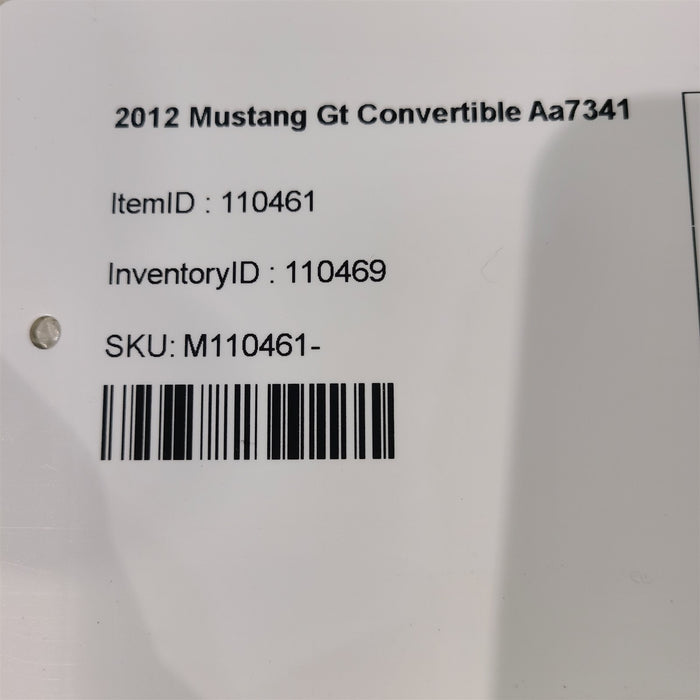 2012 Mustang Gt Convertible Aa7341
ItemID : 110461
InventoryID : 110469
SKU: M110461-